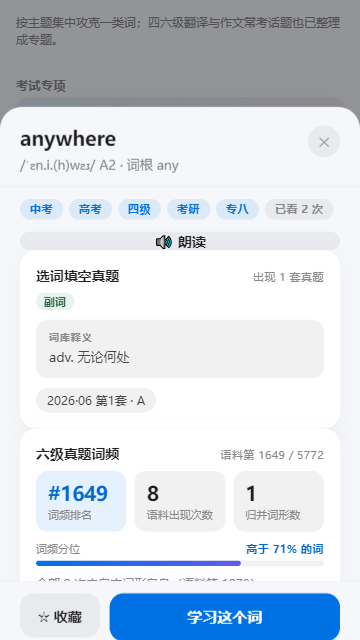 按主题集中攻克一类词；四六级翻译与作文常考话题也已整理
成专题。
考试专项
anywhere
×
/ˈɛn.i.(h)wɛɹ/ A2 · 词根 any
中考 高考 四级 考研 专八 已看 2 次
🔊 朗读
选词填空真题 出现 1 套真题
副词
词库释义
adv. 无论何处
2026·06 第1套 · A
六级真题词频 语料第 1649 / 5772
#1649 8 1
词频排名 语料出现次数 归并词形数
词频分位 高于 71% 的词
☆ 收藏 学习这个词